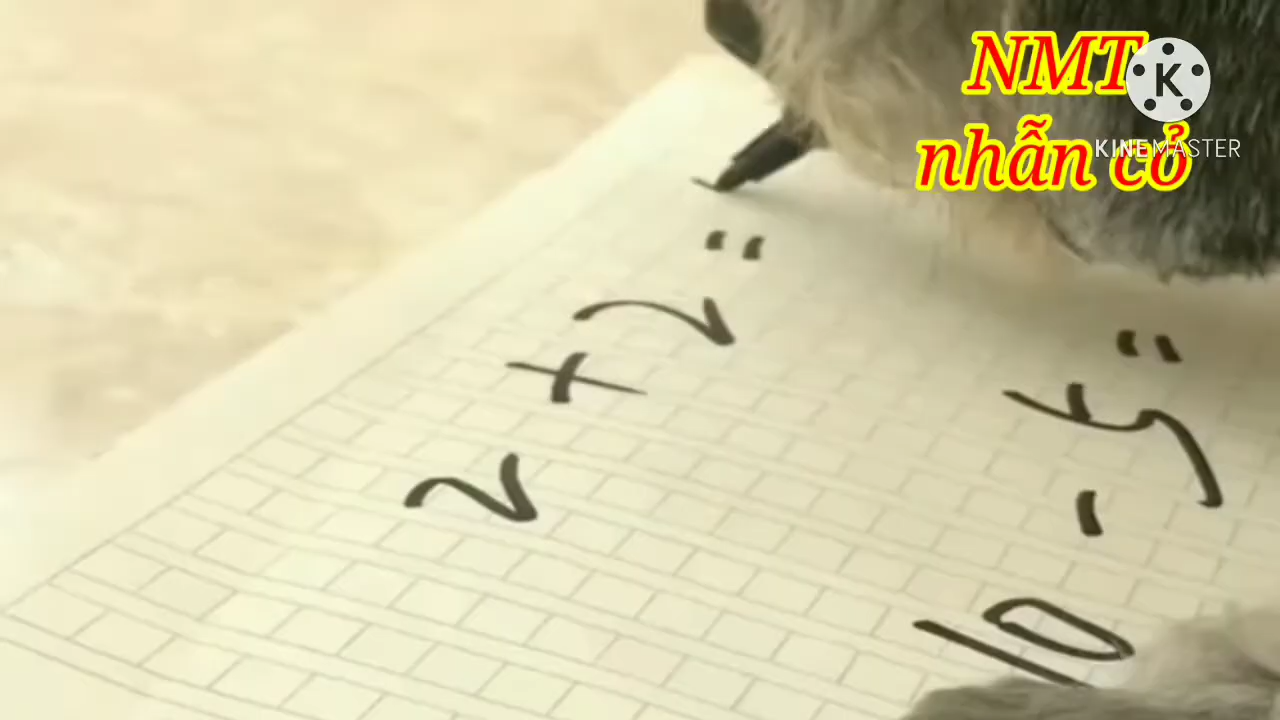 NMT
nhẫn cỏ
KINEMASTER
2+2=
10-5=